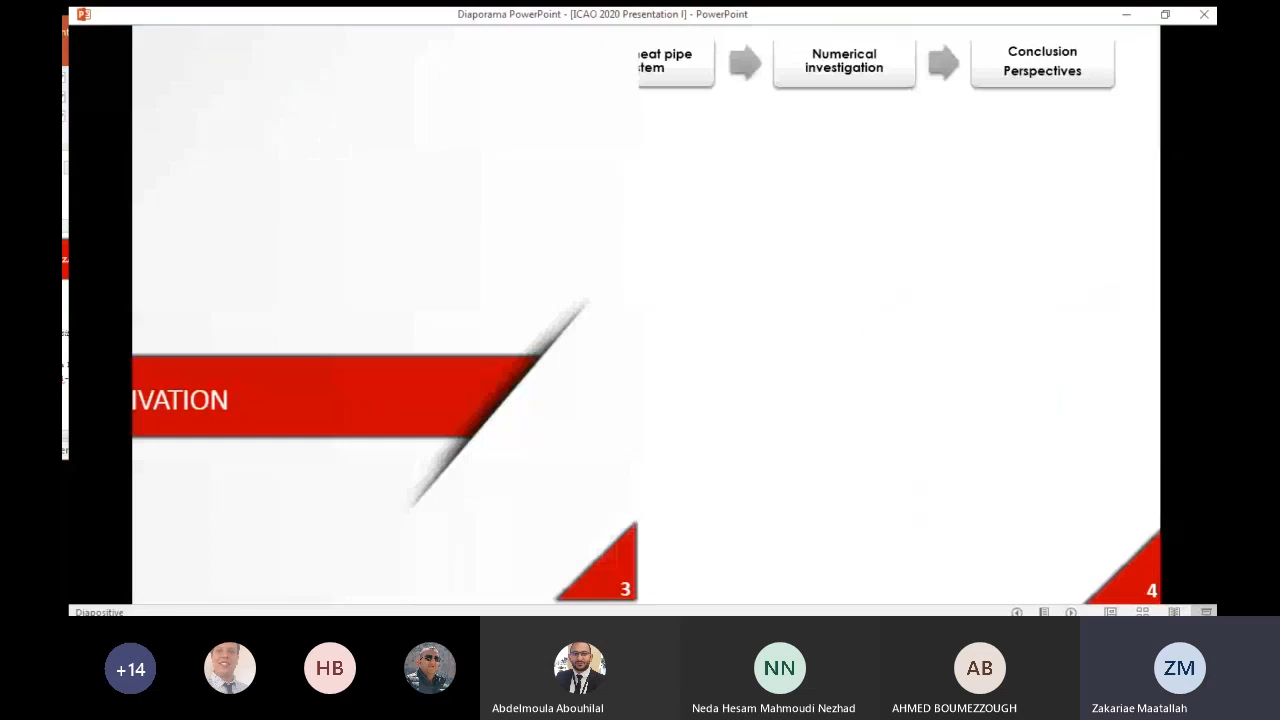 Diaporama PowerPoint - [ICAO 2020 Presentation I] - PowerPoint
eat pipe
tem
Numerical
investigation
Conclusion
Perspectives
IVATION
3
4
Diapositive
+14
HB
NN
AB
ZM
Abdelmoula Abouhilal
Neda Hesam Mahmoudi Nezhad
AHMED BOUMEZZOUGH
Zakariae Maatallah